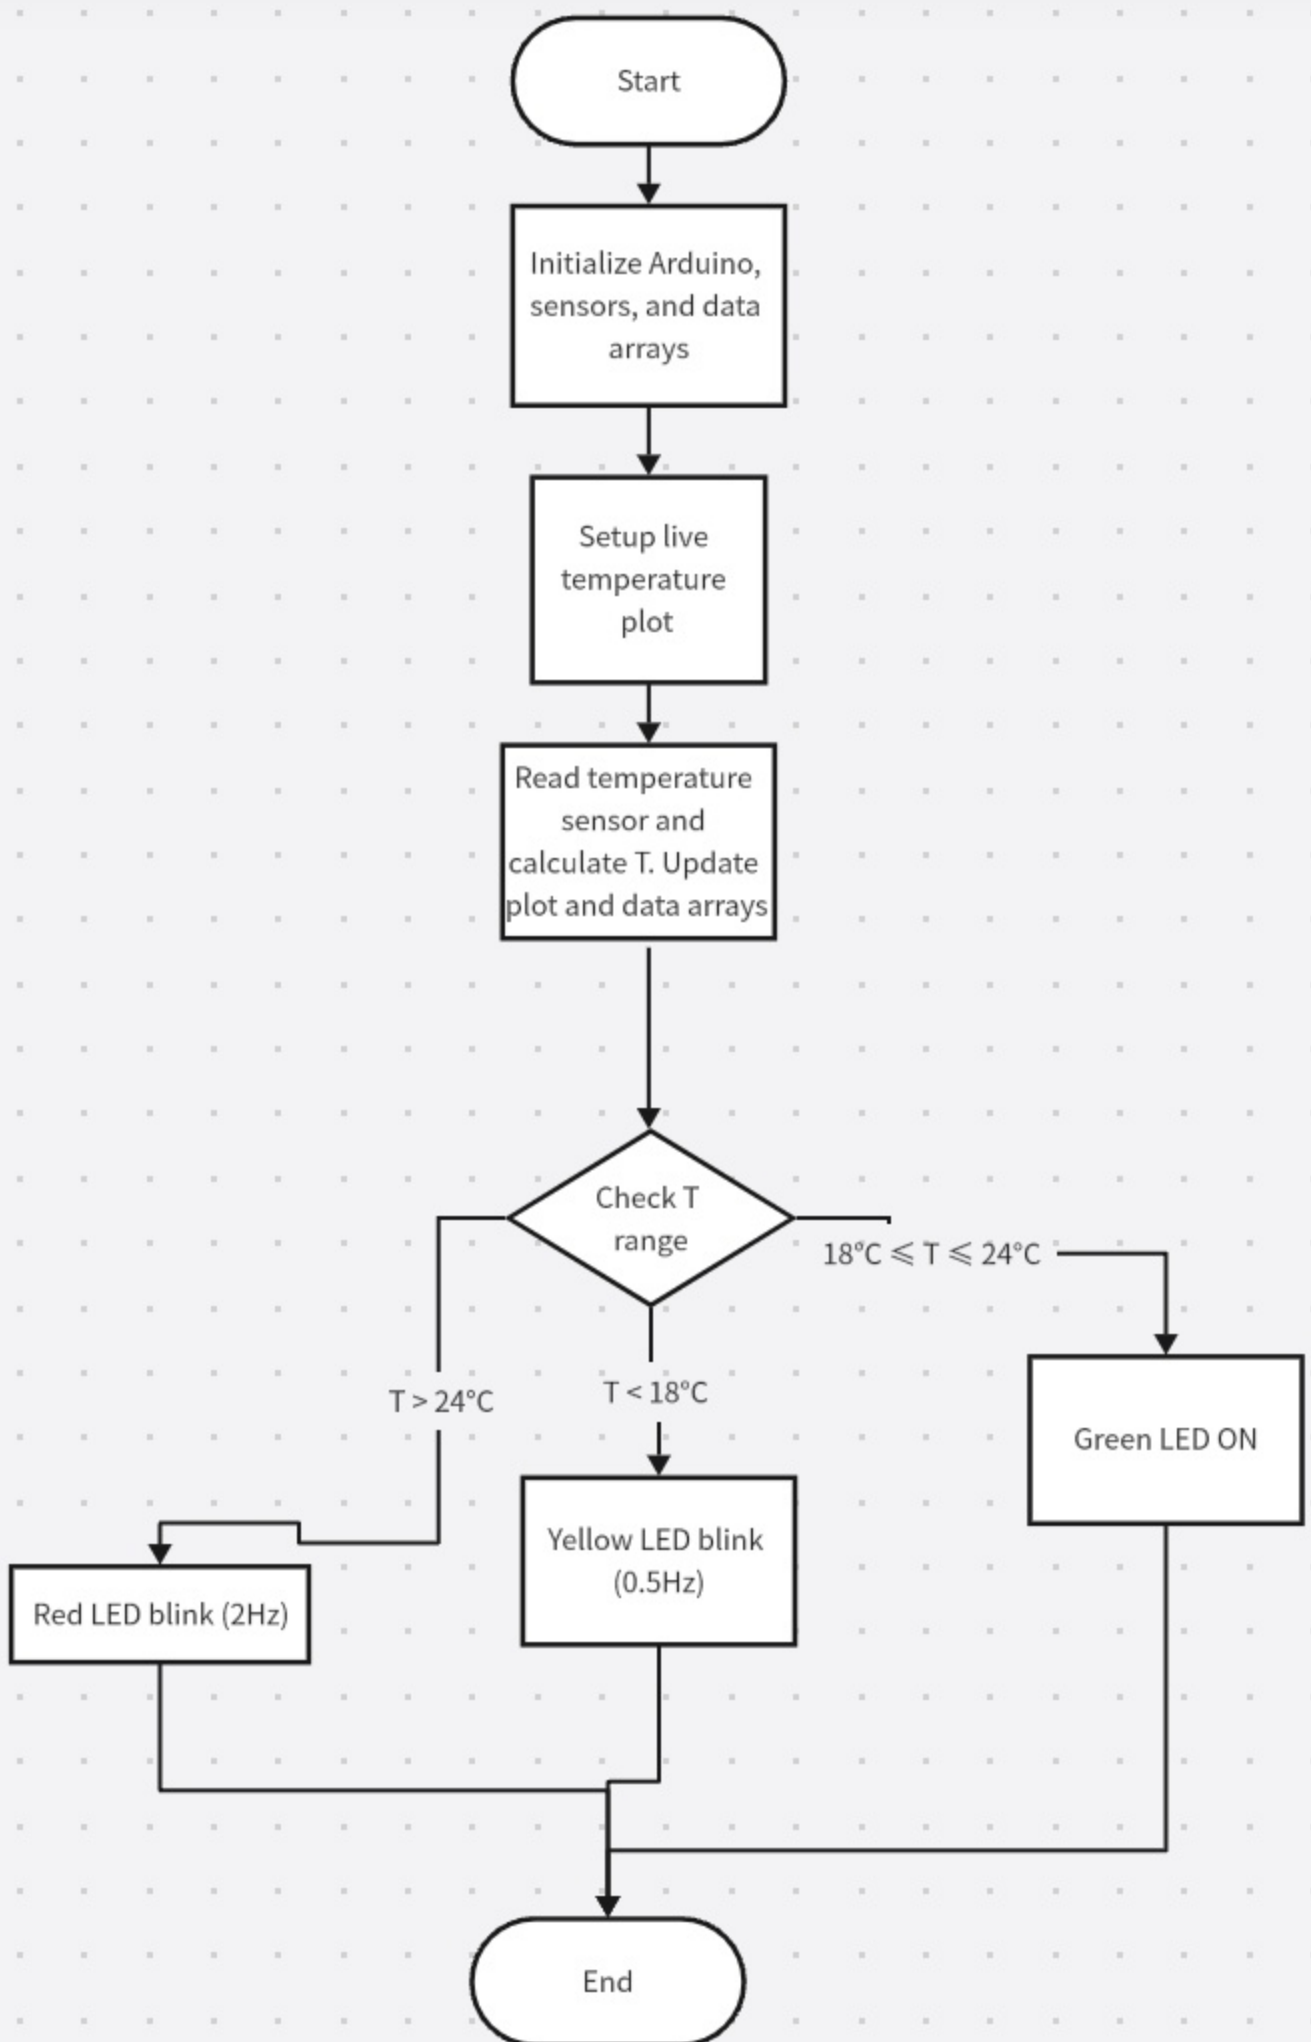 Start
Initialize Arduino,
sensors, and data
arrays
Setup live
temperature
plot
Read temperature
sensor and
calculate T. Update
plot and data arrays
Check T
range
18°C ⩽ T ⩽ 24°C
T > 24°C
T < 18°C
Green LED ON
Yellow LED blink
(0.5Hz)
Red LED blink (2Hz)
End